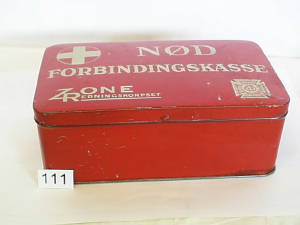 NØD
FORBINDINGSKASSE
ZONE
REDNINGSKORPSET
111